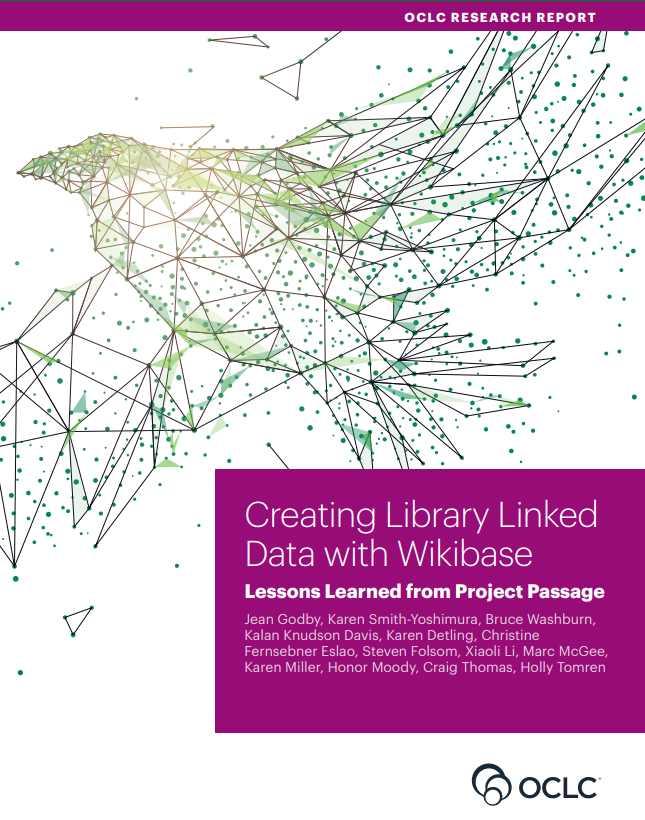 OCLC RESEARCH REPORT
Creating Library Linked
Data with Wikibase
Lessons Learned from Project Passage
Jean Godby, Karen Smith-Yoshimura, Bruce Washburn,
Kalan Knudson Davis, Karen Detling, Christine
Fernsebner Eslao, Steven Folsom, Xiaoli Li, Marc McGee,
Karen Miller, Honor Moody, Craig Thomas, Holly Tomren
OCLC